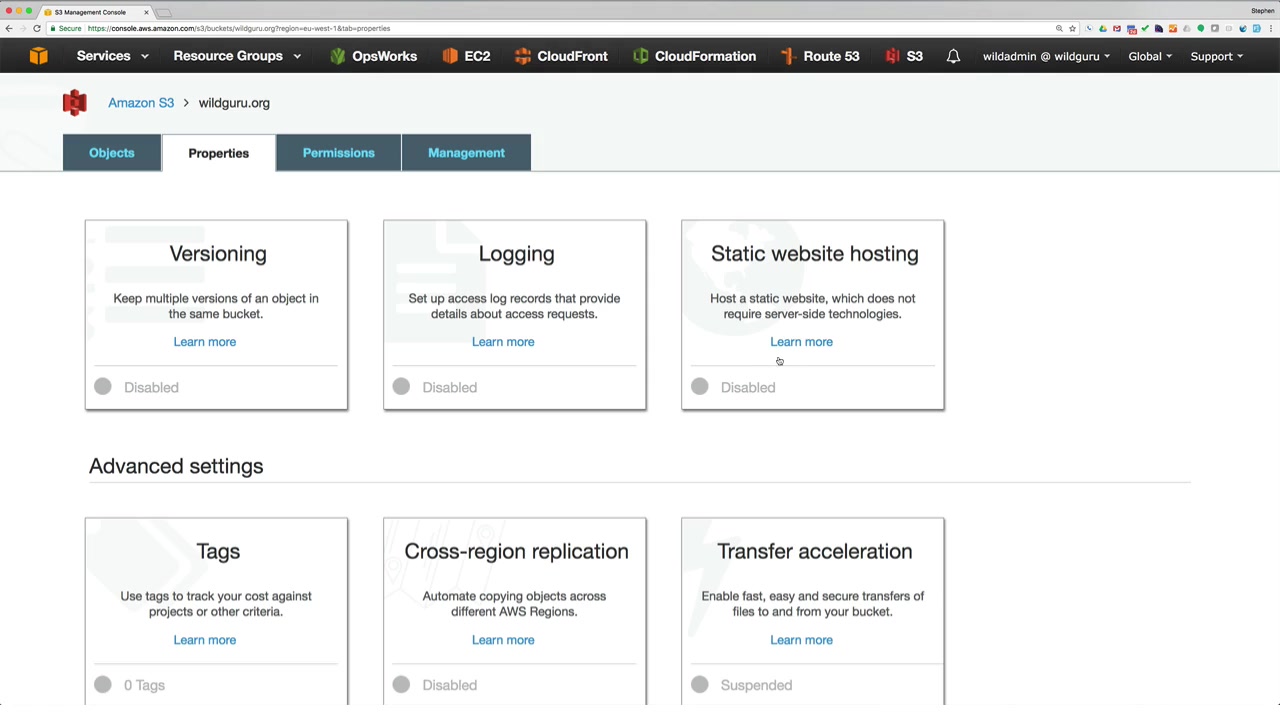 S3 Management Console
Stephen
Secure https://console.aws.amazon.com/s3/buckets/wildguru.org?region=eu-west-1&tab=properties
Services Resource Groups OpsWorks EC2 CloudFront CloudFormation Route 53 S3 wildadmin @ wildguru Global Support
Amazon S3 > wildguru.org
Objects Properties Permissions Management
Versioning
Keep multiple versions of an object in
the same bucket.
Learn more
Disabled
Logging
Set up access log records that provide
details about access requests.
Learn more
Disabled
Static website hosting
Host a static website, which does not
require server-side technologies.
Learn more
Disabled
Advanced settings
Tags
Use tags to track your cost against
projects or other criteria.
Learn more
0 Tags
Cross-region replication
Automate copying objects across
different AWS Regions.
Learn more
Disabled
Transfer acceleration
Enable fast, easy and secure transfers of
files to and from your bucket.
Learn more
Suspended